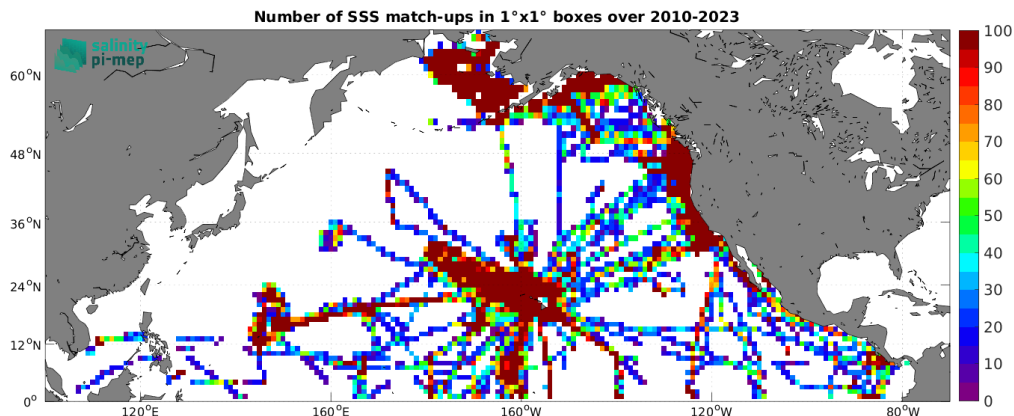 Number of SSS match-ups in 1°x1° boxes over 2010-2023
salinity
pi-mep
60°N
48°N
36°N
24°N
12°N
0°
120°E
160°E
160°W
120°W
80°W
100
90
80
70
60
50
40
30
20
10
0